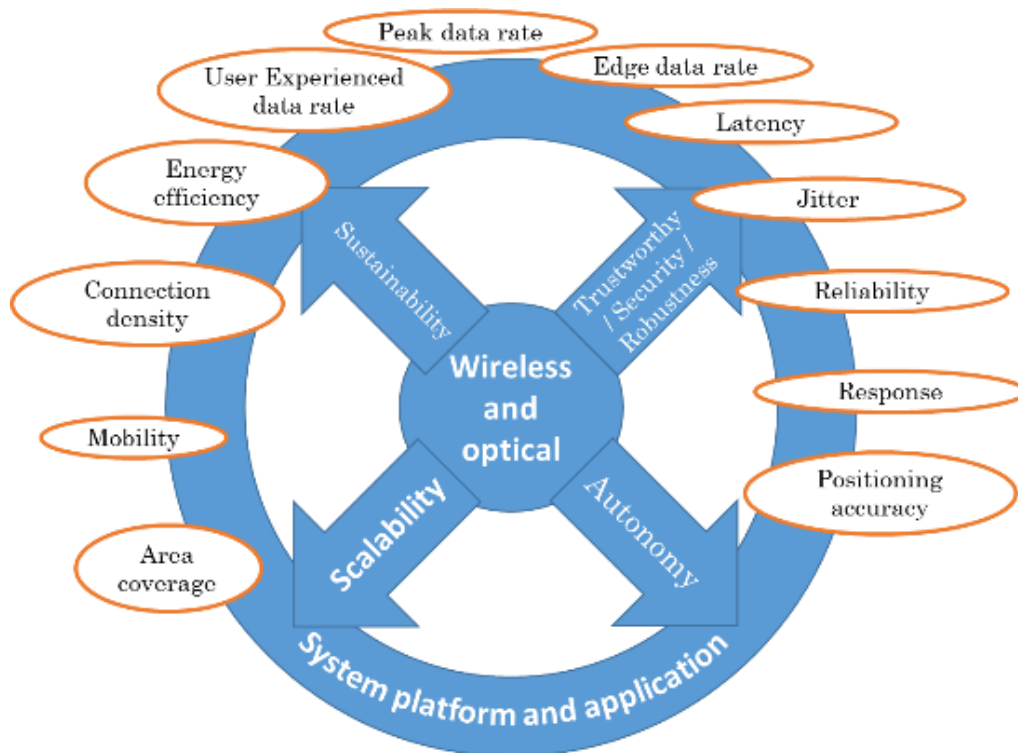 Peak data rate
User Experienced
data rate
Edge data rate
Latency
Energy
efficiency
Jitter
Sustainability
Trustworthy
/ Security /
Robustness
Connection
density
Reliability
Wireless
and
optical
Response
Mobility
Positioning
accuracy
Scalability
Autonomy
Area
coverage
System platform and application